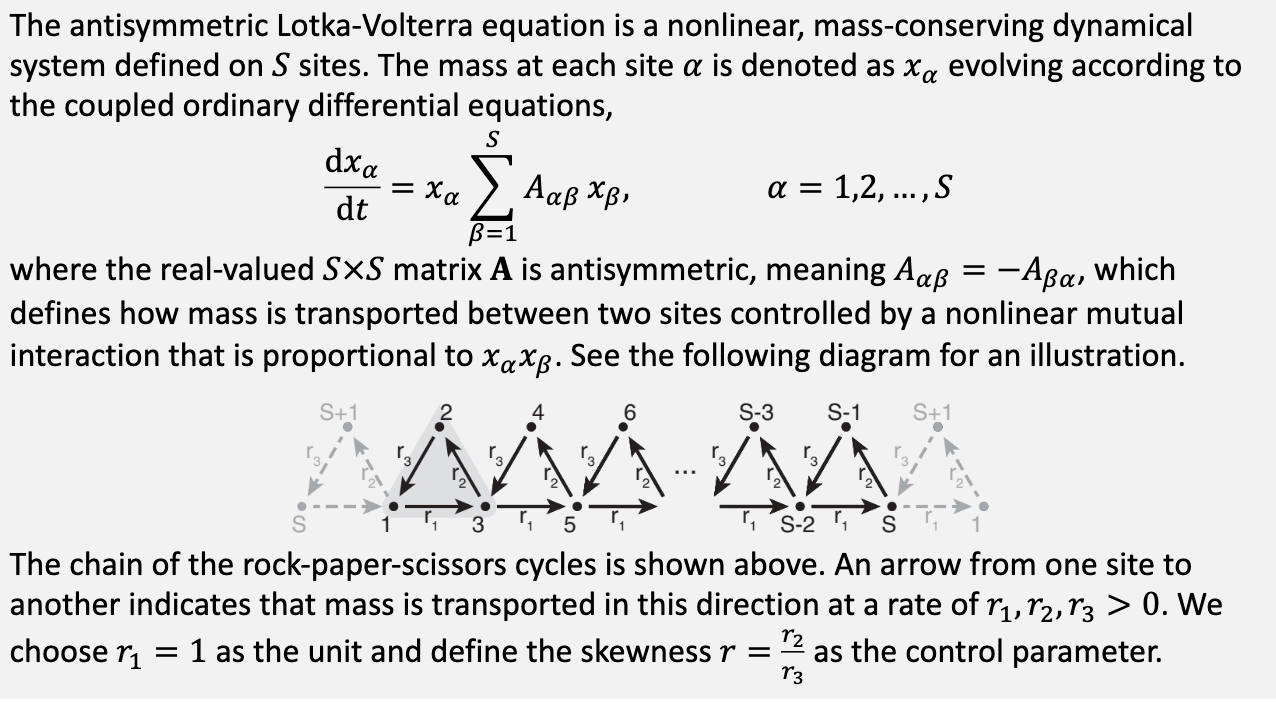 The antisymmetric Lotka-Volterra equation is a nonlinear, mass-conserving dynamical
system defined on S sites. The mass at each site α is denoted as x_α evolving according to
the coupled ordinary differential equations,
dx_α/dt = x_α ∑_{β=1}^{S} A_{αβ} x_β, α = 1,2, … , S
where the real-valued S×S matrix A is antisymmetric, meaning A_{αβ} = −A_{βα}, which
defines how mass is transported between two sites controlled by a nonlinear mutual
interaction that is proportional to x_α x_β. See the following diagram for an illustration.
S+1 2 4 6 S-3 S-1 S+1
r₃ r₂ r₃ r₂ r₃ r₂ r₃ r₂ ... r₃ r₂ r₃ r₂ r₃ r₂
S 1 r₁ 3 r₁ 5 r₁ r₁ S-2 r₁ S r₁ 1
The chain of the rock-paper-scissors cycles is shown above. An arrow from one site to
another indicates that mass is transported in this direction at a rate of r₁, r₂, r₃ > 0. We
choose r₁ = 1 as the unit and define the skewness r = r₂/r₃ as the control parameter.